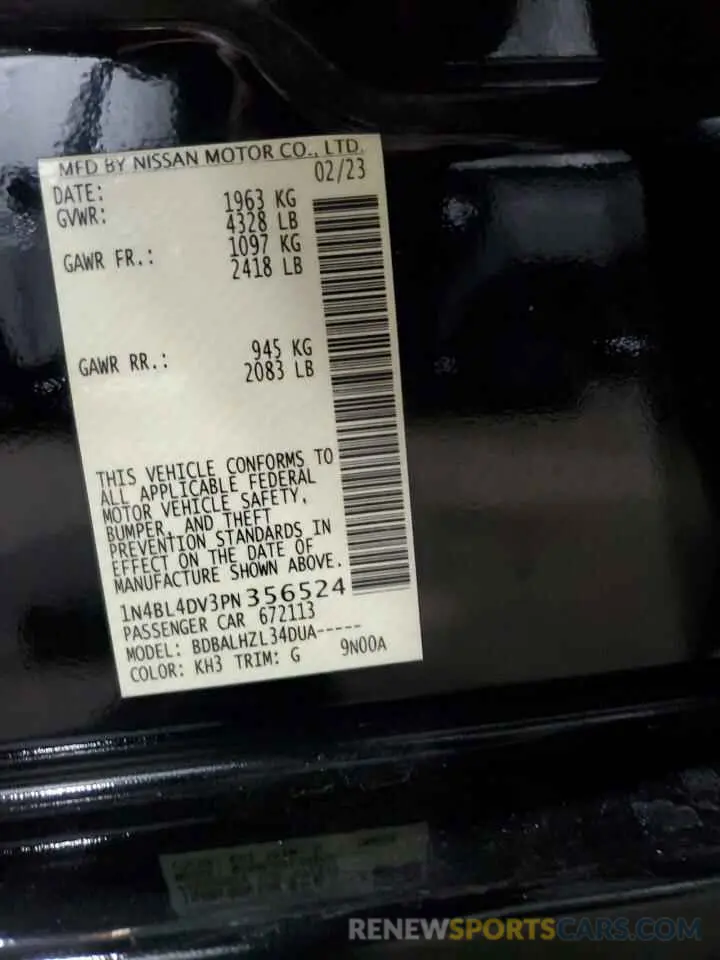 MFD BY NISSAN MOTOR CO., LTD.
DATE: 02/23
GVWR: 1963 KG
4328 LB
GAWR FR.: 1097 KG
2418 LB
GAWR RR.: 945 KG
2083 LB
THIS VEHICLE CONFORMS TO
ALL APPLICABLE FEDERAL
MOTOR VEHICLE SAFETY,
BUMPER, AND THEFT
PREVENTION STANDARDS IN
EFFECT ON THE DATE OF
MANUFACTURE SHOWN ABOVE.
1N4BL4DV3PN356524
PASSENGER CAR 672113
MODEL: BDBALHZL34DUA-----
COLOR: KH3 TRIM: G 9N00A
RENEWSPORTSCARS.COM